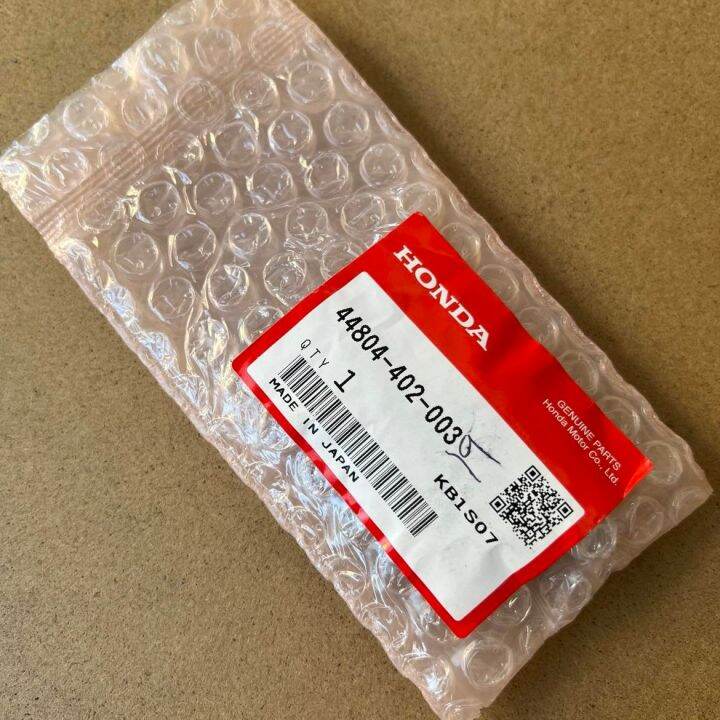 HONDA
44804-402-003
QTY 1
MADE IN JAPAN
KB1S07
GENUINE PARTS
Honda Motor Co., Ltd.